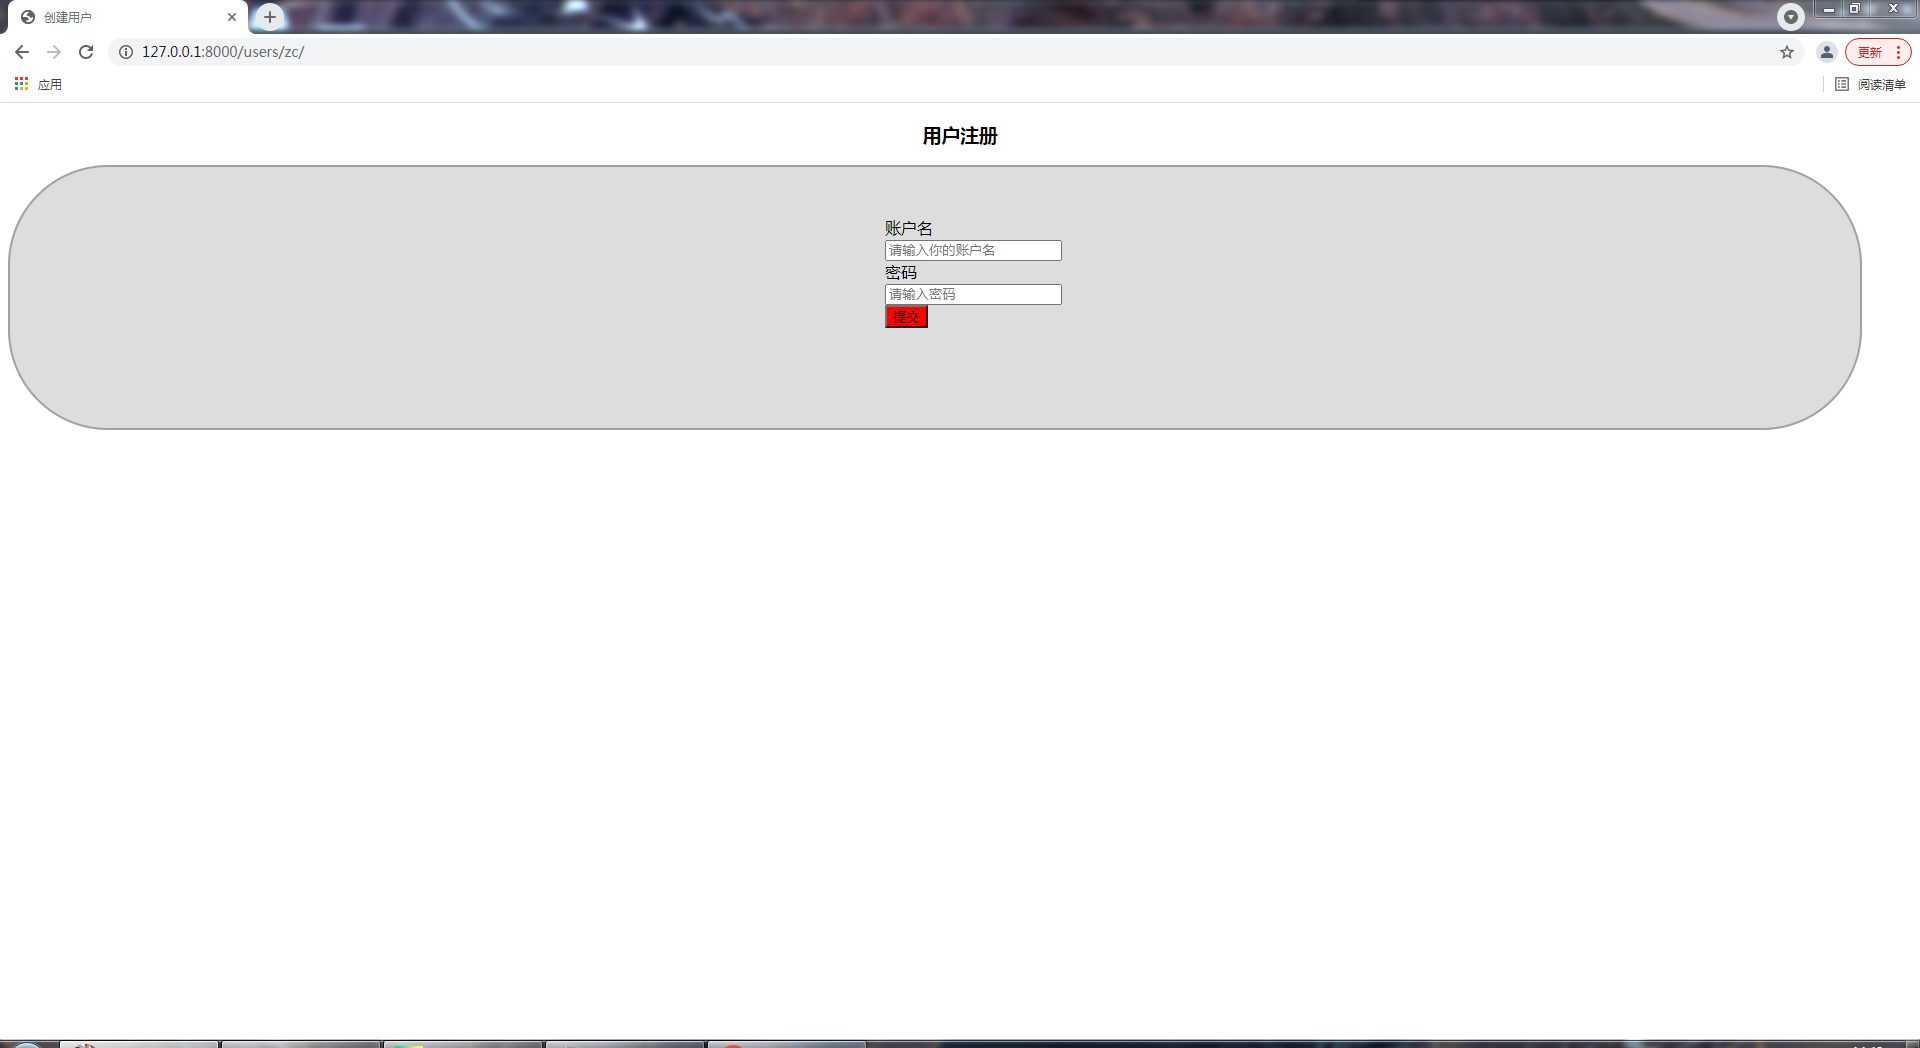 创建用户
127.0.0.1:8000/users/zc/
更新
应用
阅读清单
用户注册
账户名
请输入你的账户名
密码
请输入密码
提交